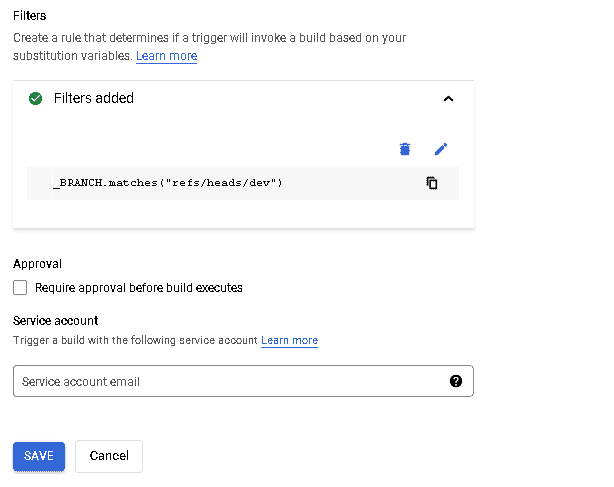 Filters
Create a rule that determines if a trigger will invoke a build based on your
substitution variables. Learn more
Filters added
_BRANCH.matches("refs/heads/dev")
Approval
Require approval before build executes
Service account
Trigger a build with the following service account Learn more
Service account email
SAVE Cancel